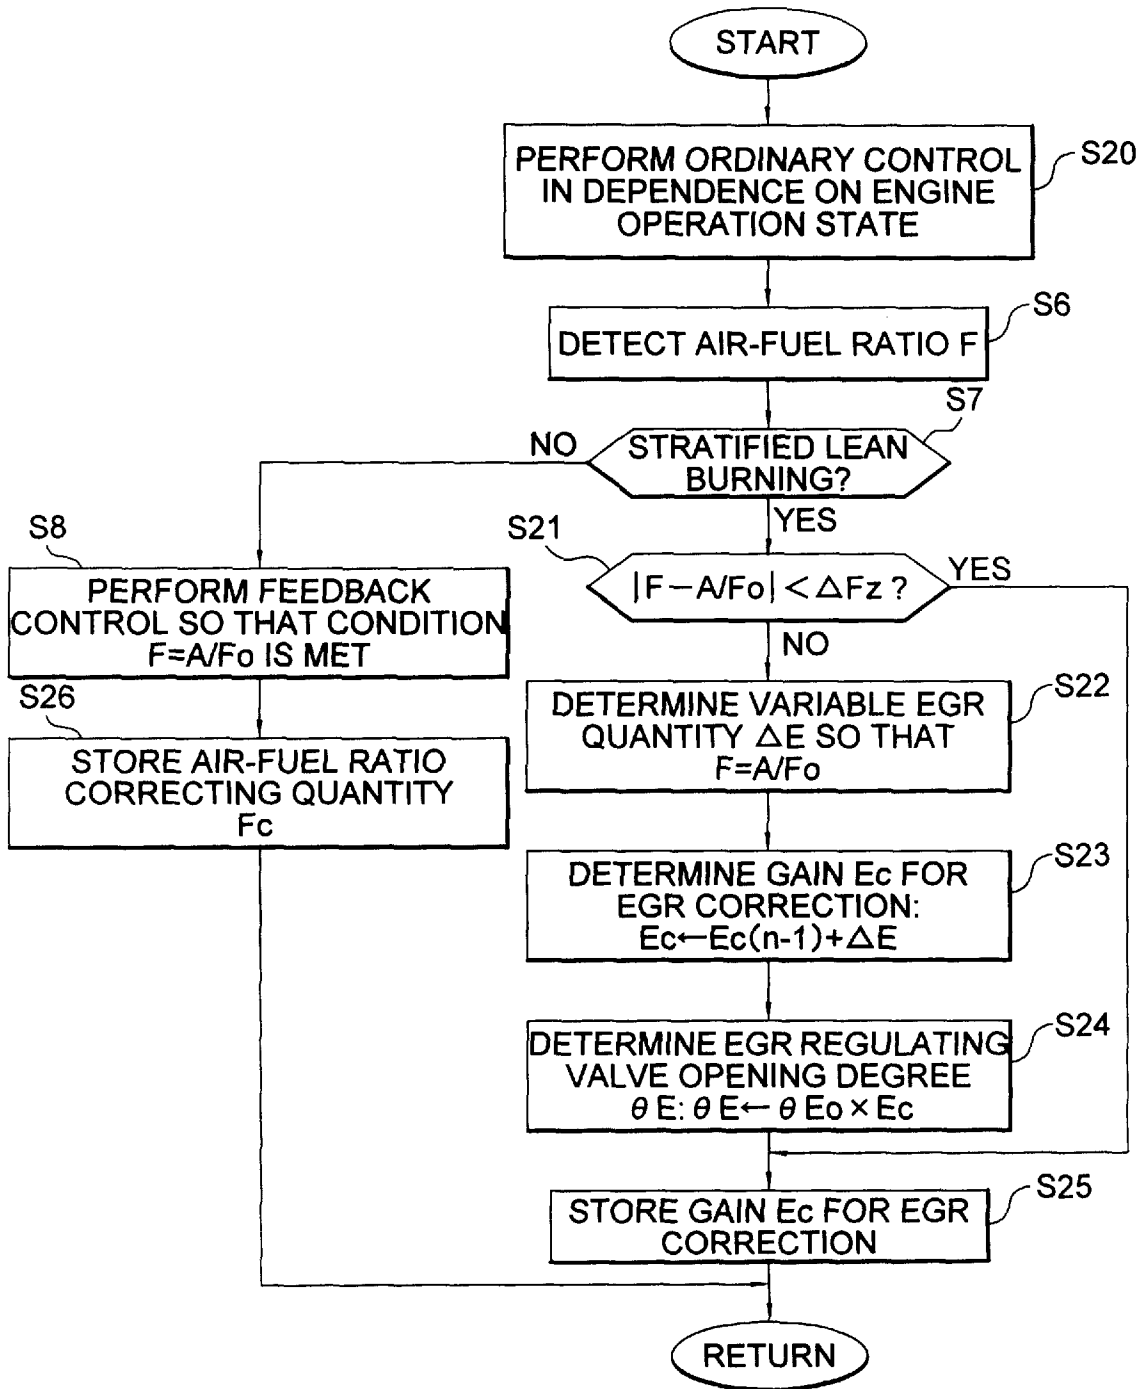 START
PERFORM ORDINARY CONTROL
IN DEPENDENCE ON ENGINE
OPERATION STATE
S20
DETECT AIR-FUEL RATIO F
S6
STRATIFIED LEAN
BURNING?
S7
NO
YES
S8
PERFORM FEEDBACK
CONTROL SO THAT CONDITION
F=A/Fo IS MET
S21
|F−A/Fo| < △Fz ?
YES
NO
S26
STORE AIR-FUEL RATIO
CORRECTING QUANTITY
Fc
DETERMINE VARIABLE EGR
QUANTITY △E SO THAT
F=A/Fo
S22
DETERMINE GAIN Ec FOR
EGR CORRECTION:
Ec←Ec(n-1)+△E
S23
DETERMINE EGR REGULATING
VALVE OPENING DEGREE
θE: θE← θEo×Ec
S24
STORE GAIN Ec FOR EGR
CORRECTION
S25
RETURN